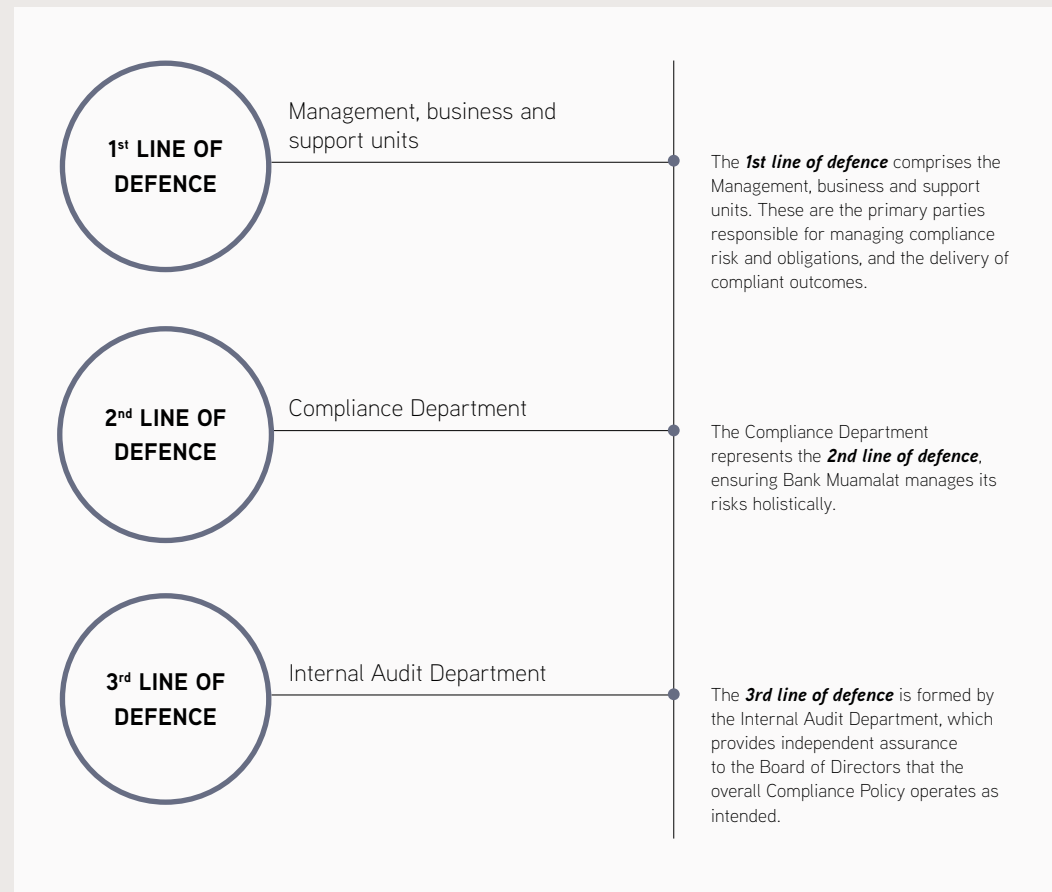 1st LINE OF
DEFENCE
Management, business and
support units
The 1st line of defence comprises the
Management, business and support
units. These are the primary parties
responsible for managing compliance
risk and obligations, and the delivery of
compliant outcomes.
2nd LINE OF
DEFENCE
Compliance Department
The Compliance Department
represents the 2nd line of defence,
ensuring Bank Muamalat manages its
risks holistically.
3rd LINE OF
DEFENCE
Internal Audit Department
The 3rd line of defence is formed by
the Internal Audit Department, which
provides independent assurance
to the Board of Directors that the
overall Compliance Policy operates as
intended.